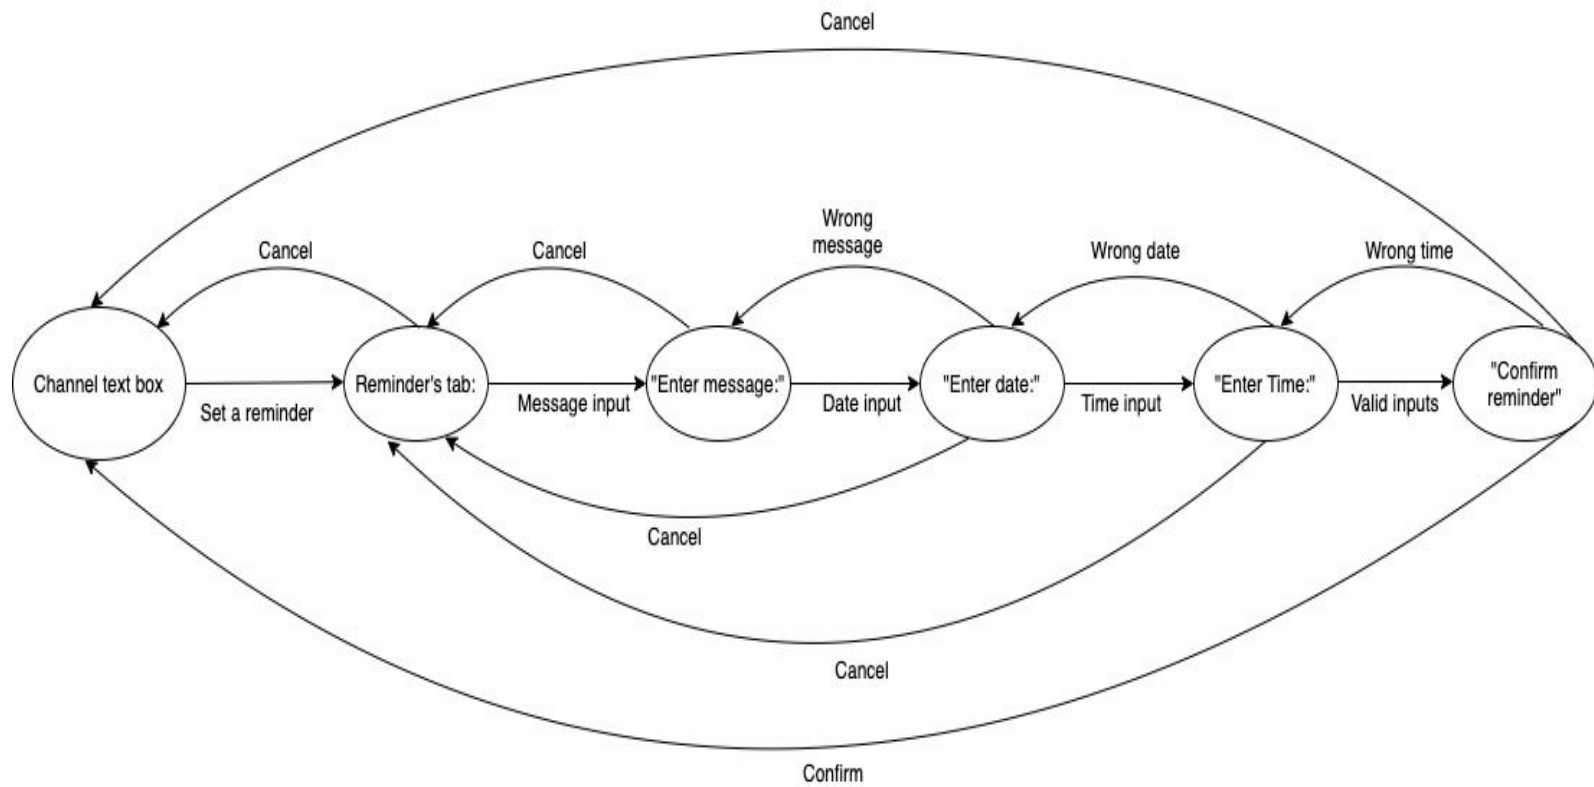 Cancel
Wrong
message
Cancel
Cancel
Wrong date
Wrong time
Channel text box
Reminder's tab:
"Enter message:"
"Enter date:"
"Enter Time:"
"Confirm
reminder"
Set a reminder
Message input
Date input
Time input
Valid inputs
Cancel
Cancel
Confirm